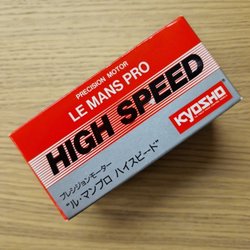 PRECISION MOTOR
LE MANS PRO
HIGH SPEED
KYOSHO
プレシジョンモーター
"ル・マンプロ ハイスピード"